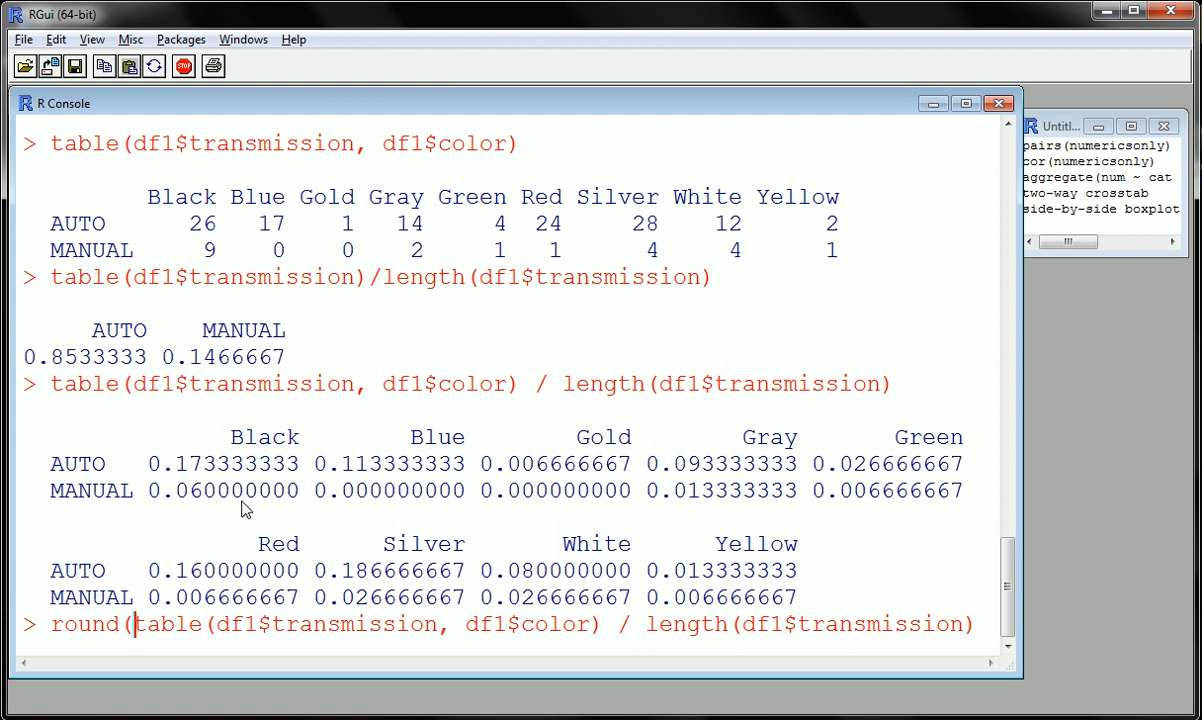 RGui (64-bit)
File Edit View Misc Packages Windows Help
STOP
R Console
> table(df1$transmission, df1$color)
Black Blue Gold Gray Green Red Silver White Yellow
AUTO 26 17 1 14 4 24 28 12 2
MANUAL 9 0 0 2 1 1 4 4 1
> table(df1$transmission)/length(df1$transmission)
AUTO MANUAL
0.8533333 0.1466667
> table(df1$transmission, df1$color) / length(df1$transmission)
Black Blue Gold Gray Green
AUTO 0.173333333 0.113333333 0.006666667 0.093333333 0.026666667
MANUAL 0.060000000 0.000000000 0.000000000 0.013333333 0.006666667
Red Silver White Yellow
AUTO 0.160000000 0.186666667 0.080000000 0.013333333
MANUAL 0.006666667 0.026666667 0.026666667 0.006666667
> round(table(df1$transmission, df1$color) / length(df1$transmission)
Untitl...
pairs(numericsonly)
cor(numericsonly)
aggregate(num ~ cat
two-way crosstab
side-by-side boxplot